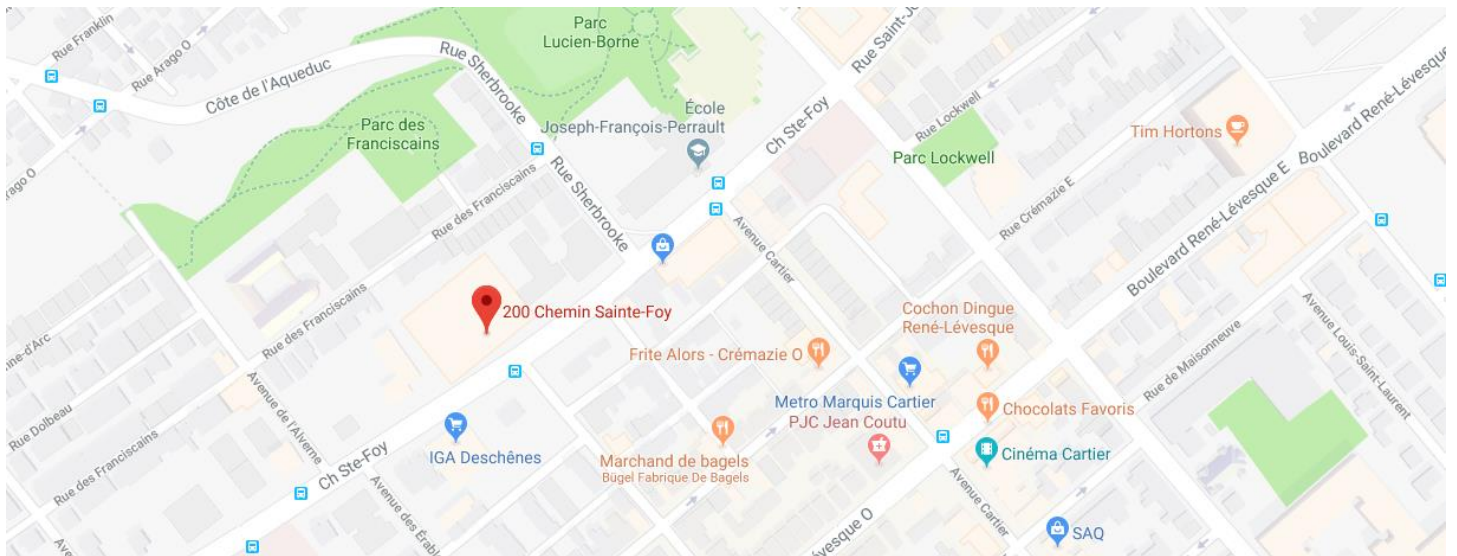 Parc
Lucien-Borne
Rue Franklin
Rue Arago O
Côte de l'Aqueduc
Rue Sherbrooke
Rue Saint-Je
Boulevard René-Lévesque
Parc des
Franciscains
École
Joseph-François-Perrault
Ch Ste-Foy
Rue Lockwell
Tim Hortons
Parc Lockwell
rago O
Rue des Franciscains
Rue Sherbrooke
Avenue Cartier
Rue Crémazie E
Boulevard René-Lévesque E
200 Chemin Sainte-Foy
Rue des Franciscains
Cochon Dingue
René-Lévesque
Frite Alors - Crémazie O
nne-d'Arc
Avenue Louis-Saint-Laurent
Rue de Maisonneuve
Metro Marquis Cartier
PJC Jean Coutu
Chocolats Favoris
Rue Dolbeau
Avenue de l'Alverne
IGA Deschênes
Marchand de bagels
Bügel Fabrique De Bagels
Cinéma Cartier
Rue des Franciscains
Ch Ste-Foy
Avenue des Érabl
Avenue Cartier
vesque O
SAQ
Ave